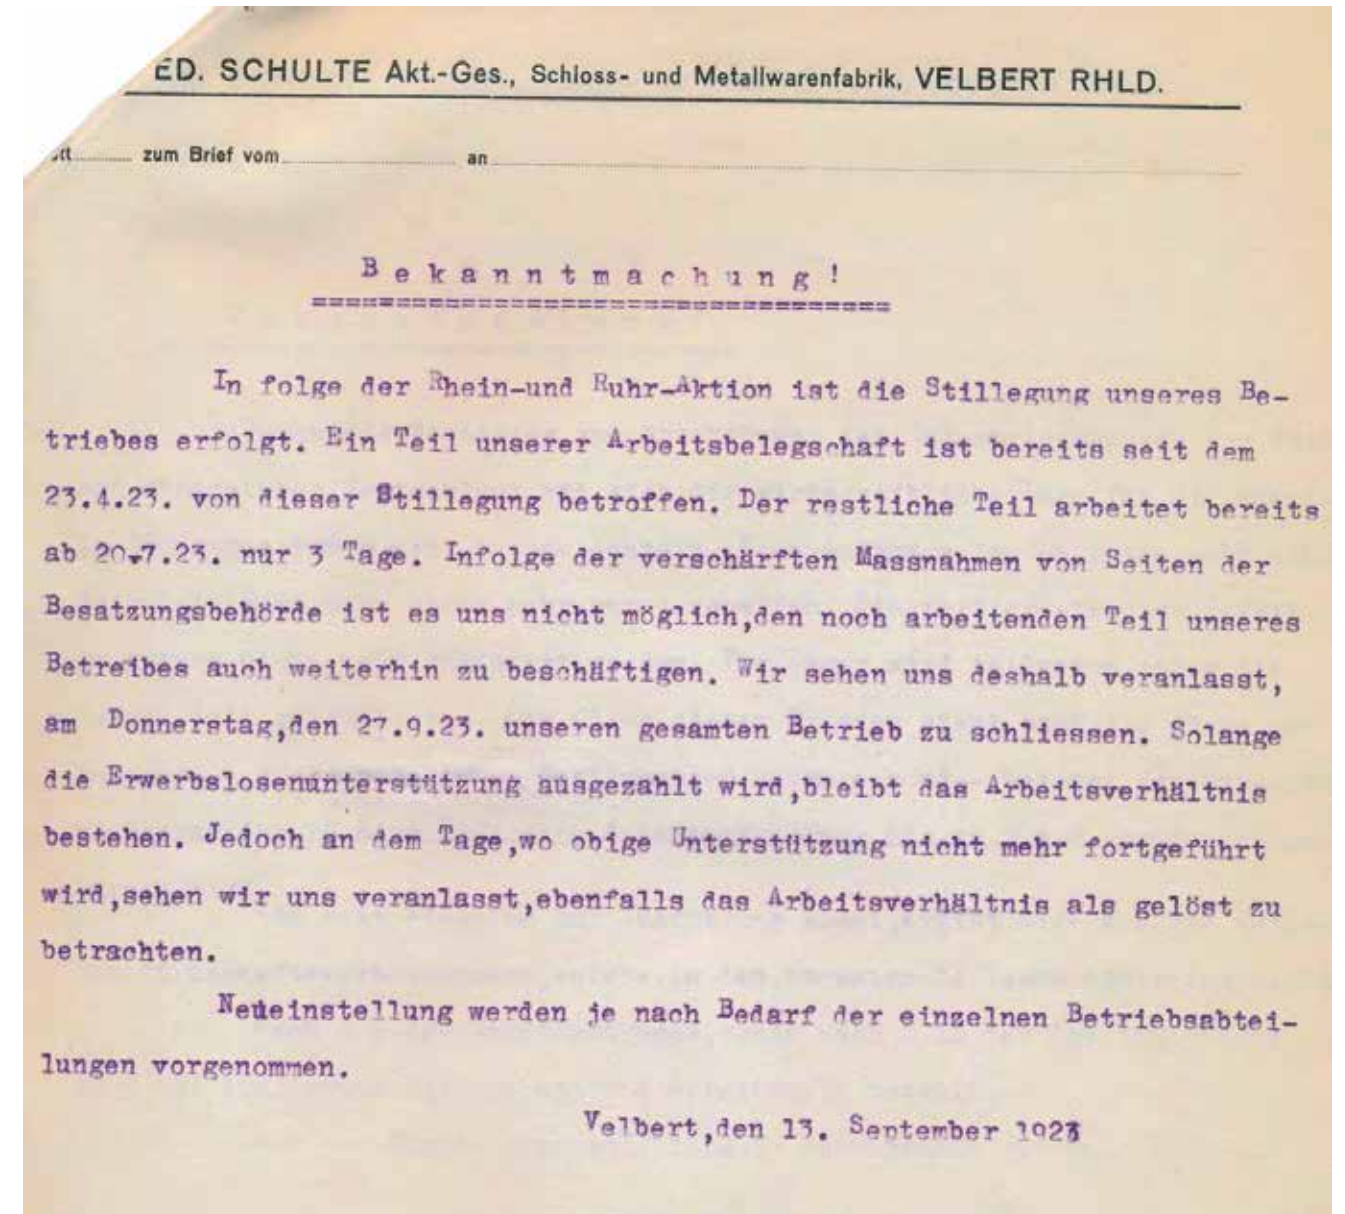 ED. SCHULTE Akt.-Ges., Schloss- und Metallwarenfabrik, VELBERT RHLD.
zum Brief vom an
Bekanntmachung!
===================================
In folge der Rhein-und Ruhr-Aktion ist die Stillegung unseres Be-
triebes erfolgt. Ein Teil unserer Arbeitsbelegschaft ist bereits seit dem
23.4.23. von dieser Stillegung betroffen. Der restliche Teil arbeitet bereits
ab 20.7.23. nur 3 Tage. Infolge der verschärften Massnahmen von Seiten der
Besatzungsbehörde ist es uns nicht möglich,den noch arbeitenden Teil unseres
Betreibes auch weiterhin zu beschäftigen. Wir sehen uns deshalb veranlasst,
am Donnerstag,den 27.9.23. unseren gesamten Betrieb zu schliessen. Solange
die Erwerbslosenunterstützung ausgezahlt wird,bleibt das Arbeitsverhältnis
bestehen. Jedoch an dem Tage,wo obige Unterstützung nicht mehr fortgeführt
wird,sehen wir uns veranlasst,ebenfalls das Arbeitsverhältnis als gelöst zu
betrachten.
Neueinstellung werden je nach Bedarf der einzelnen Betriebsabtei-
lungen vorgenommen.
Velbert,den 13. September 1923